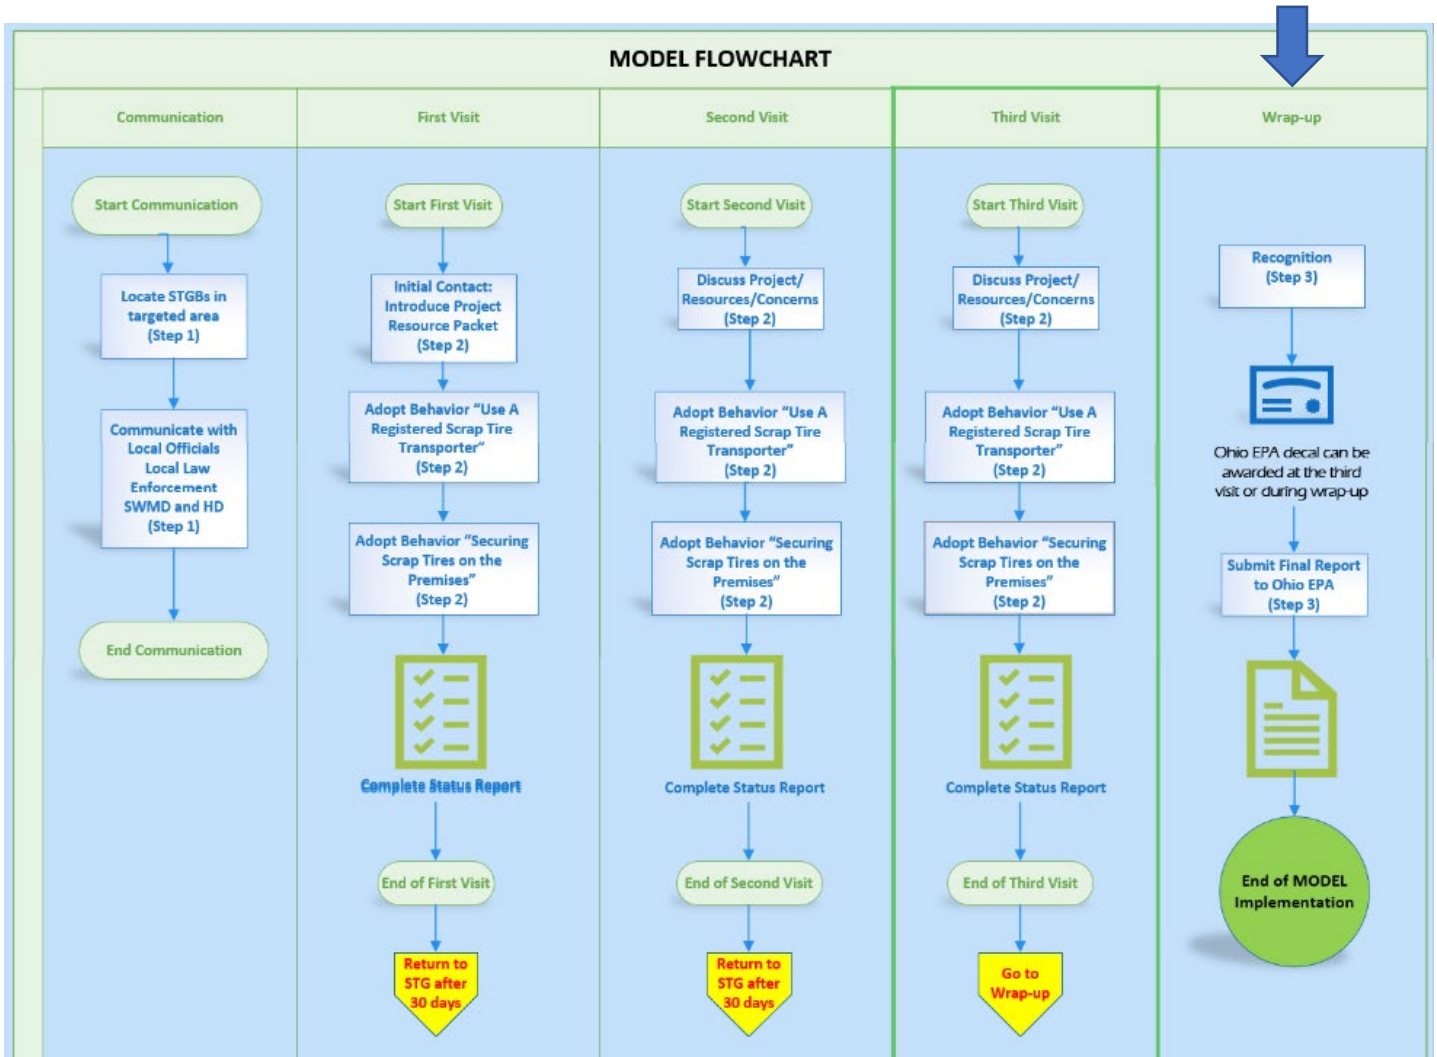 MODEL FLOWCHART
Communication
First Visit
Second Visit
Third Visit
Wrap-up
Start Communication
Locate STGBs in
targeted area
(Step 1)
Communicate with
Local Officials
Local Law
Enforcement
SWMD and HD
(Step 1)
End Communication
Start First Visit
Initial Contact:
Introduce Project
Resource Packet
(Step 2)
Adopt Behavior “Use A
Registered Scrap Tire
Transporter”
(Step 2)
Adopt Behavior “Securing
Scrap Tires on the
Premises”
(Step 2)
Complete Status Report
End of First Visit
Return to
STG after
30 days
Start Second Visit
Discuss Project/
Resources/Concerns
(Step 2)
Adopt Behavior “Use A
Registered Scrap Tire
Transporter”
(Step 2)
Adopt Behavior “Securing
Scrap Tires on the
Premises”
(Step 2)
Complete Status Report
End of Second Visit
Return to
STG after
30 days
Start Third Visit
Discuss Project/
Resources/Concerns
(Step 2)
Adopt Behavior “Use A
Registered Scrap Tire
Transporter”
(Step 2)
Adopt Behavior “Securing
Scrap Tires on the
Premises”
(Step 2)
Complete Status Report
End of Third Visit
Go to
Wrap-up
Recognition
(Step 3)
Ohio EPA decal can be
awarded at the third
visit or during wrap-up
Submit Final Report
to Ohio EPA
(Step 3)
End of MODEL
Implementation